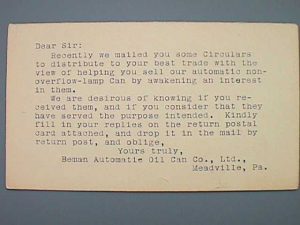 Dear Sir:
Recently we mailed you some Circulars
to distribute to your best trade with the
view of helping you sell our automatic non-
overflow-lamp Can by awakening an interest
in them.
We are desirous of knowing if you re-
ceived them, and if you consider that they
have served the purpose intended. Kindly
fill in your replies on the return postal
card attached, and drop it in the mail by
return post, and oblige,
Yours truly,
Beman Automatic Oil Can Co., Ltd.,
Meadville, Pa.